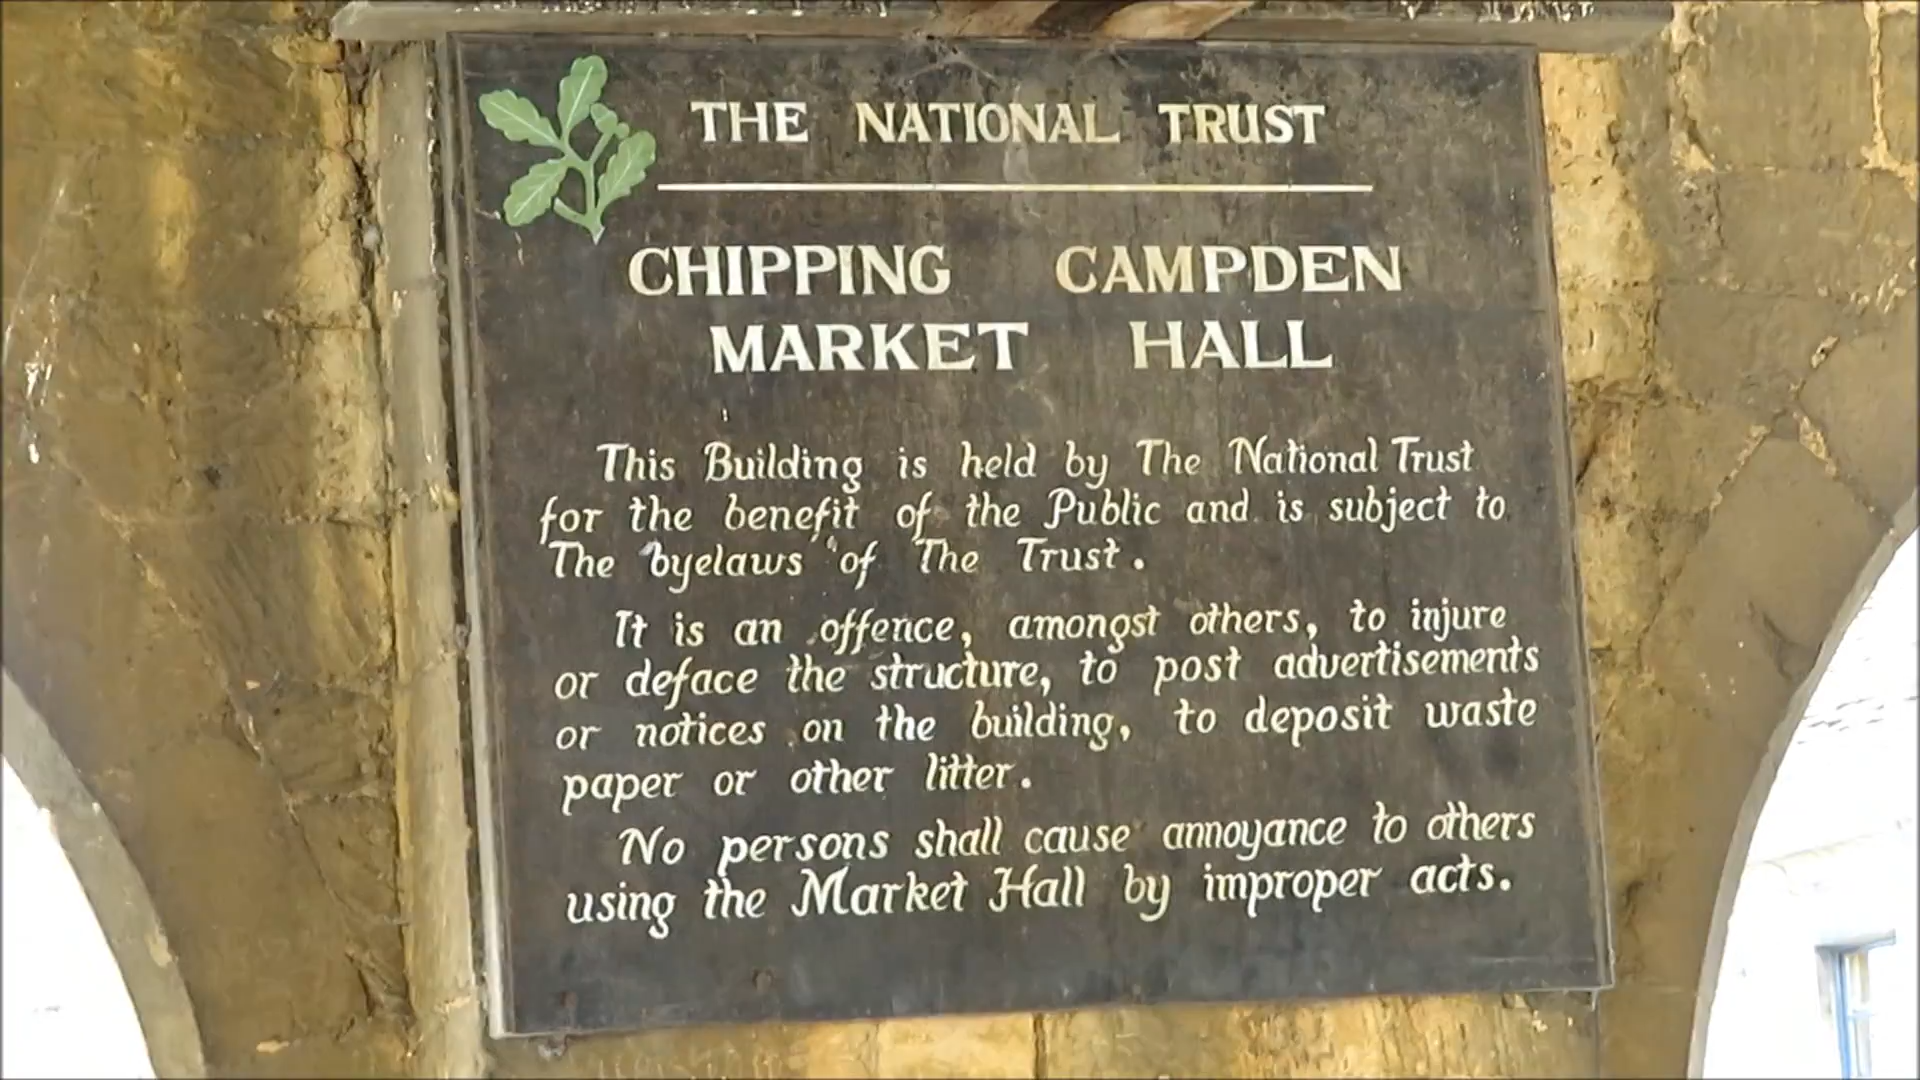 THE NATIONAL TRUST
CHIPPING CAMPDEN
MARKET HALL
This Building is held by The National Trust
for the benefit of the Public and is subject to
The byelaws of The Trust.
It is an offence, amongst others, to injure
or deface the structure, to post advertisements
or notices on the building, to deposit waste
paper or other litter.
No persons shall cause annoyance to others
using the Market Hall by improper acts.